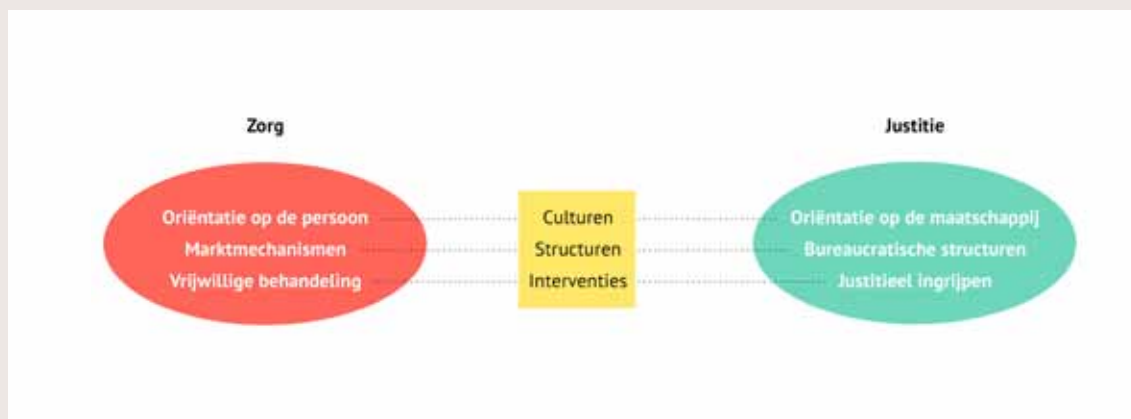 Zorg
Justitie
Oriëntatie op de persoon
Culturen
Oriëntatie op de maatschappij
Marktmechanismen
Structuren
Bureaucratische structuren
Vrijwillige behandeling
Interventies
Justitieel ingrijpen